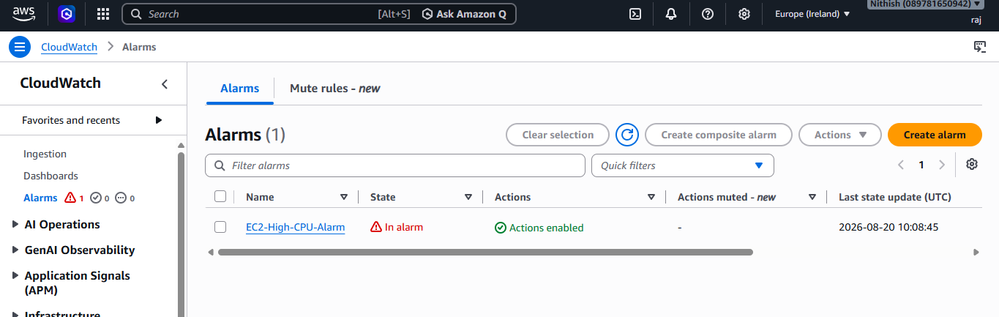 aws
Search [Alt+S] Ask Amazon Q
Europe (Ireland)
Nithish (089781650942)
raj
CloudWatch Alarms
CloudWatch
Favorites and recents
Ingestion
Dashboards
Alarms 1 0 0
AI Operations
GenAI Observability
Application Signals
(APM)
Infrastructure
Alarms Mute rules - new
Alarms (1)
Clear selection Create composite alarm Actions Create alarm
Filter alarms Quick filters 1
Name State Actions Actions muted - new Last state update (UTC)
EC2-High-CPU-Alarm In alarm Actions enabled - 2026-08-20 10:08:45